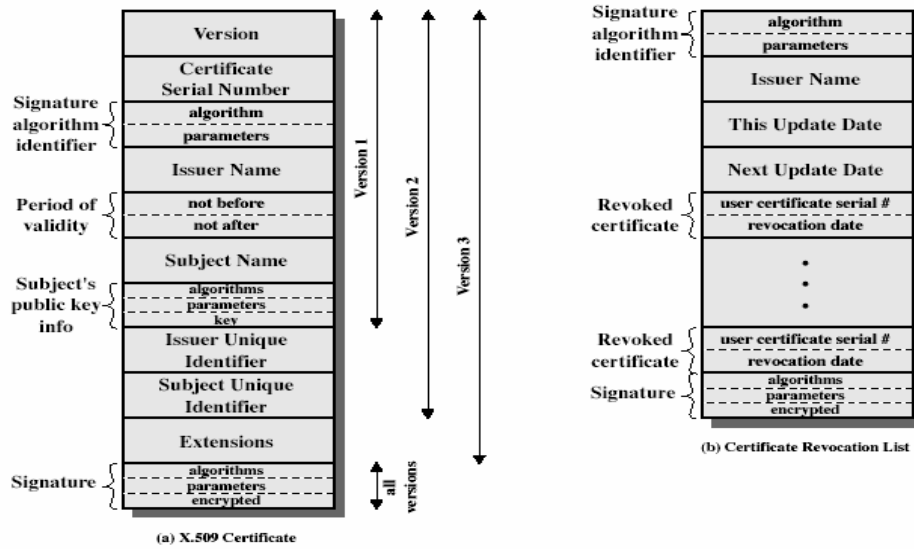 Version
Certificate
Serial Number
Signature
algorithm
identifier
algorithm
parameters
Issuer Name
Period of
validity
not before
not after
Subject Name
Subject's
public key
info
algorithms
parameters
key
Issuer Unique
Identifier
Subject Unique
Identifier
Extensions
Signature
algorithms
parameters
encrypted
Version 1
Version 2
Version 3
all
versions
(a) X.509 Certificate
Signature
algorithm
identifier
algorithm
parameters
Issuer Name
This Update Date
Next Update Date
Revoked
certificate
user certificate serial #
revocation date
Revoked
certificate
user certificate serial #
revocation date
Signature
algorithms
parameters
encrypted
(b) Certificate Revocation List